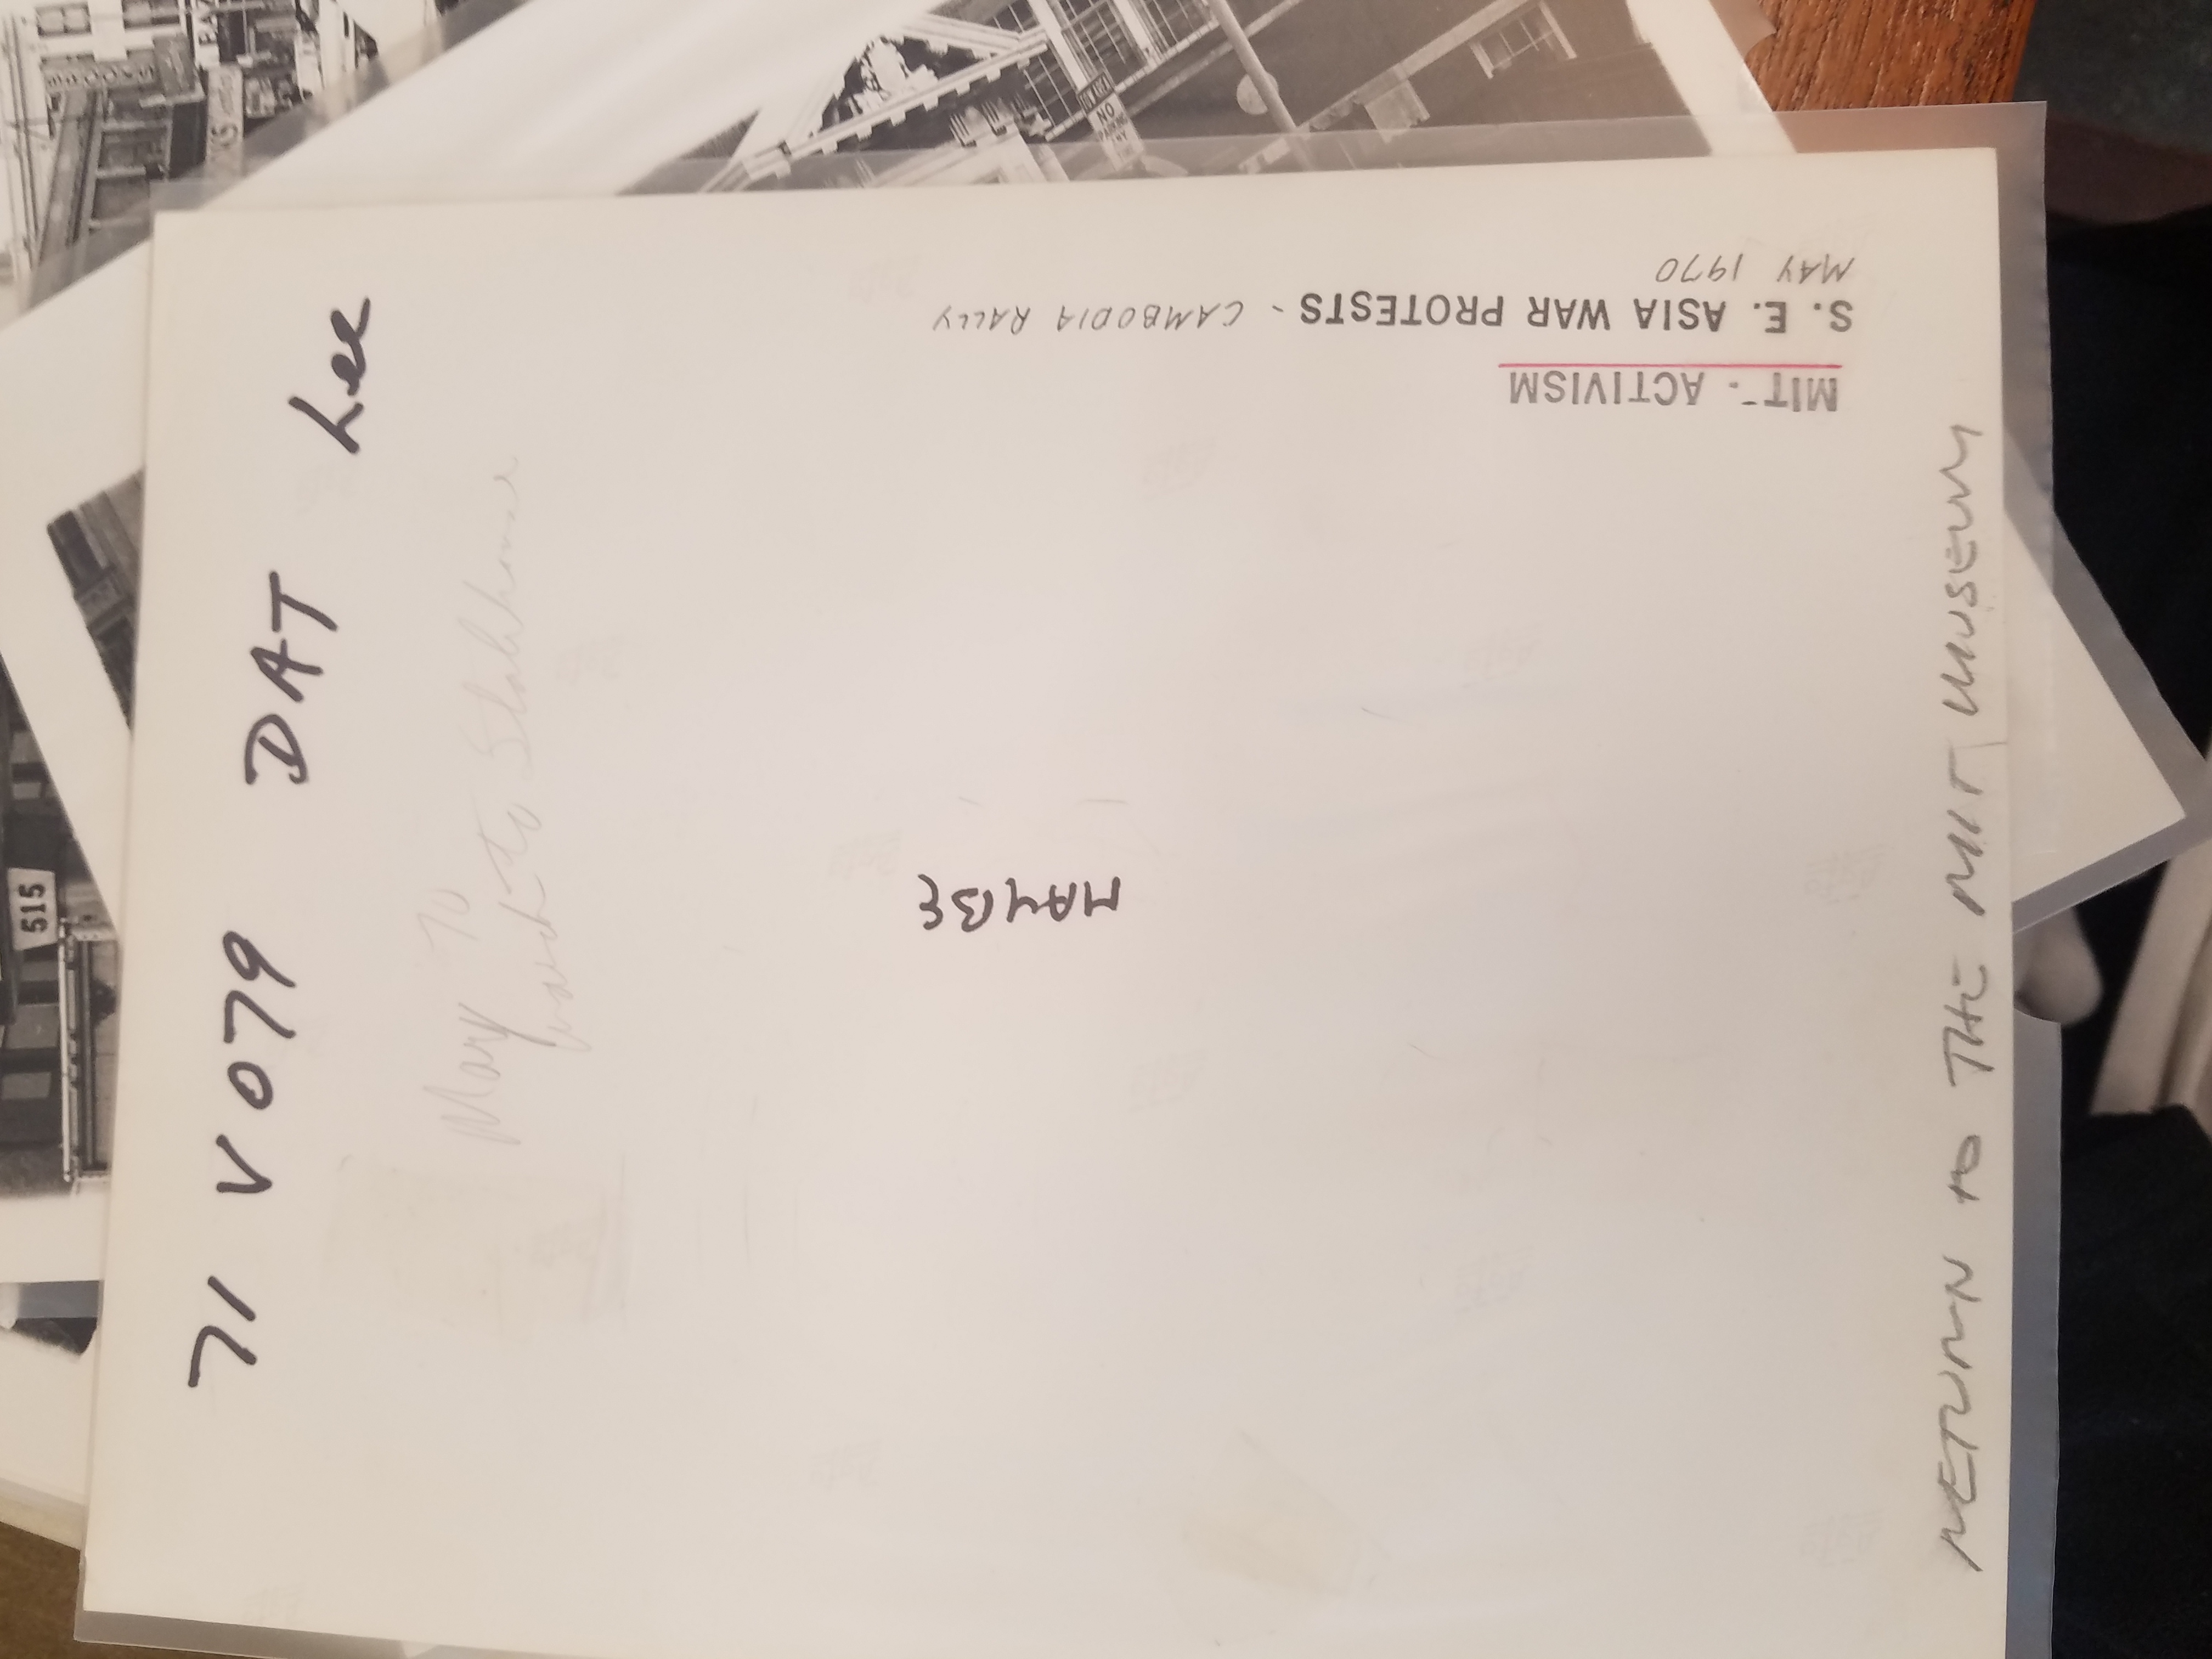 515
71 V 079 DAT Lee
May 70
march to Statehouse
MAYBE
MIT - ACTIVISM
S. E. ASIA WAR PROTESTS - CAMBODIA RALLY
MAY 1970
RETURN to THE MIT MUSEUM
NO